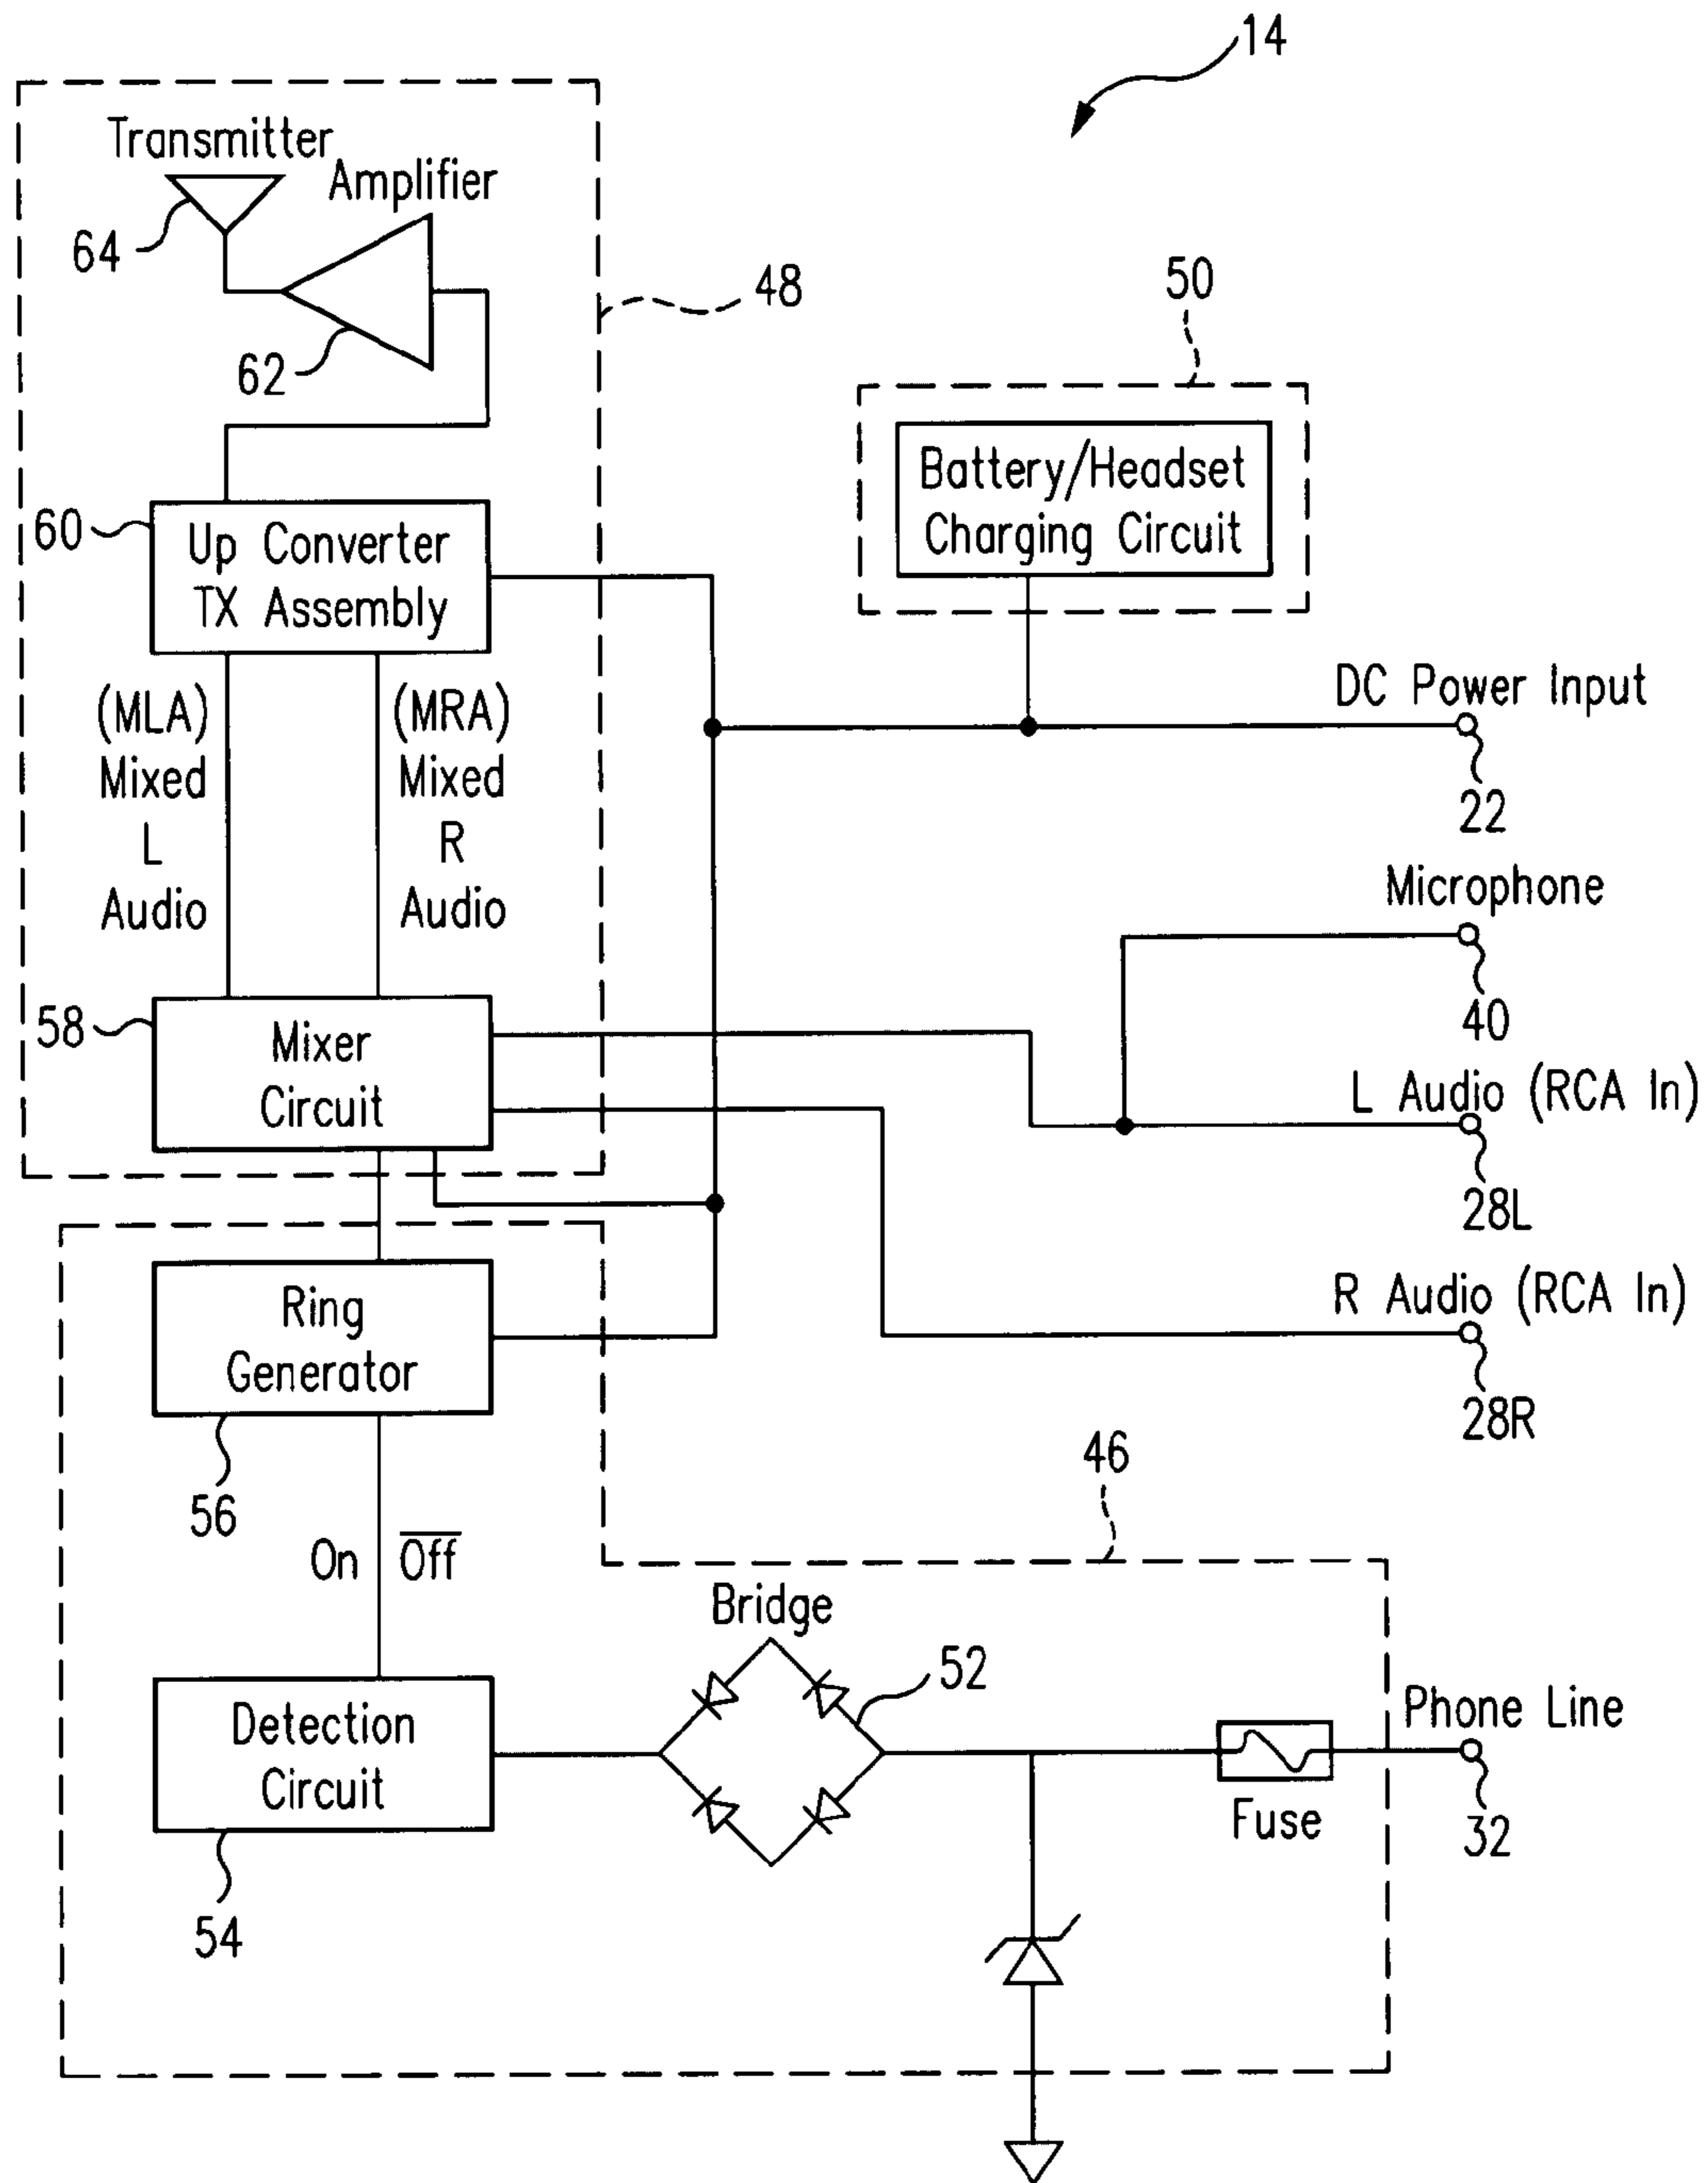 14
Transmitter
Amplifier
64
62
48
50
Battery/Headset
Charging Circuit
60
Up Converter
TX Assembly
(MLA)
Mixed
L
Audio
(MRA)
Mixed
R
Audio
DC Power Input
22
Microphone
40
58
Mixer
Circuit
L Audio (RCA In)
28L
Ring
Generator
R Audio (RCA In)
28R
56
46
On Off
Bridge
52
Detection
Circuit
Phone Line
Fuse
32
54